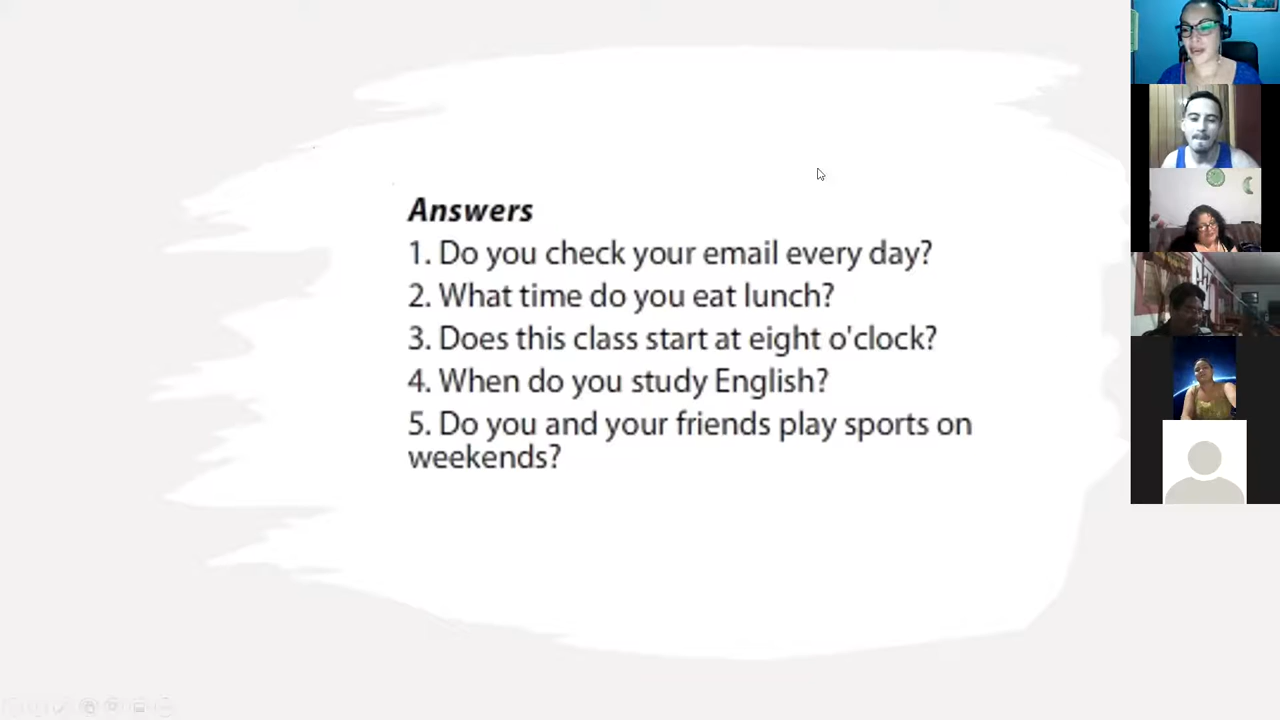 Answers
1. Do you check your email every day?
2. What time do you eat lunch?
3. Does this class start at eight o'clock?
4. When do you study English?
5. Do you and your friends play sports on
weekends?